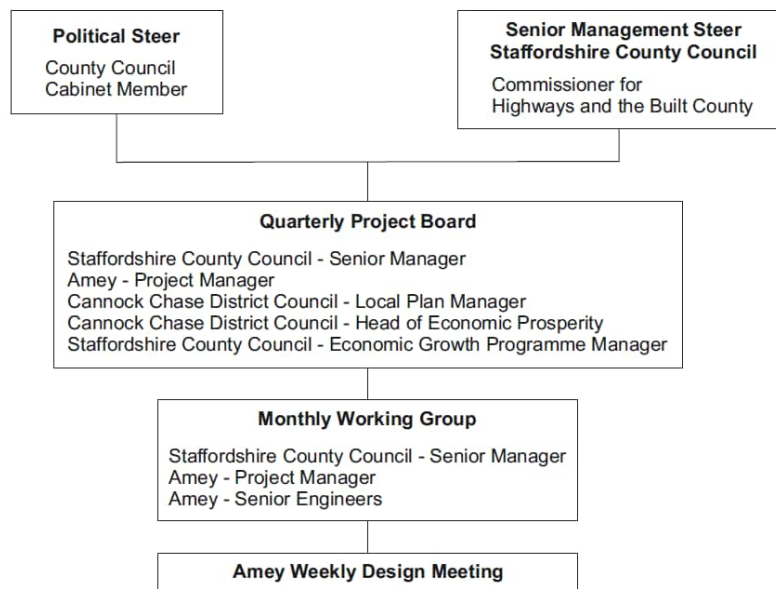 Political Steer
County Council
Cabinet Member
Senior Management Steer
Staffordshire County Council
Commissioner for
Highways and the Built County
Quarterly Project Board
Staffordshire County Council - Senior Manager
Amey - Project Manager
Cannock Chase District Council - Local Plan Manager
Cannock Chase District Council - Head of Economic Prosperity
Staffordshire County Council - Economic Growth Programme Manager
Monthly Working Group
Staffordshire County Council - Senior Manager
Amey - Project Manager
Amey - Senior Engineers
Amey Weekly Design Meeting